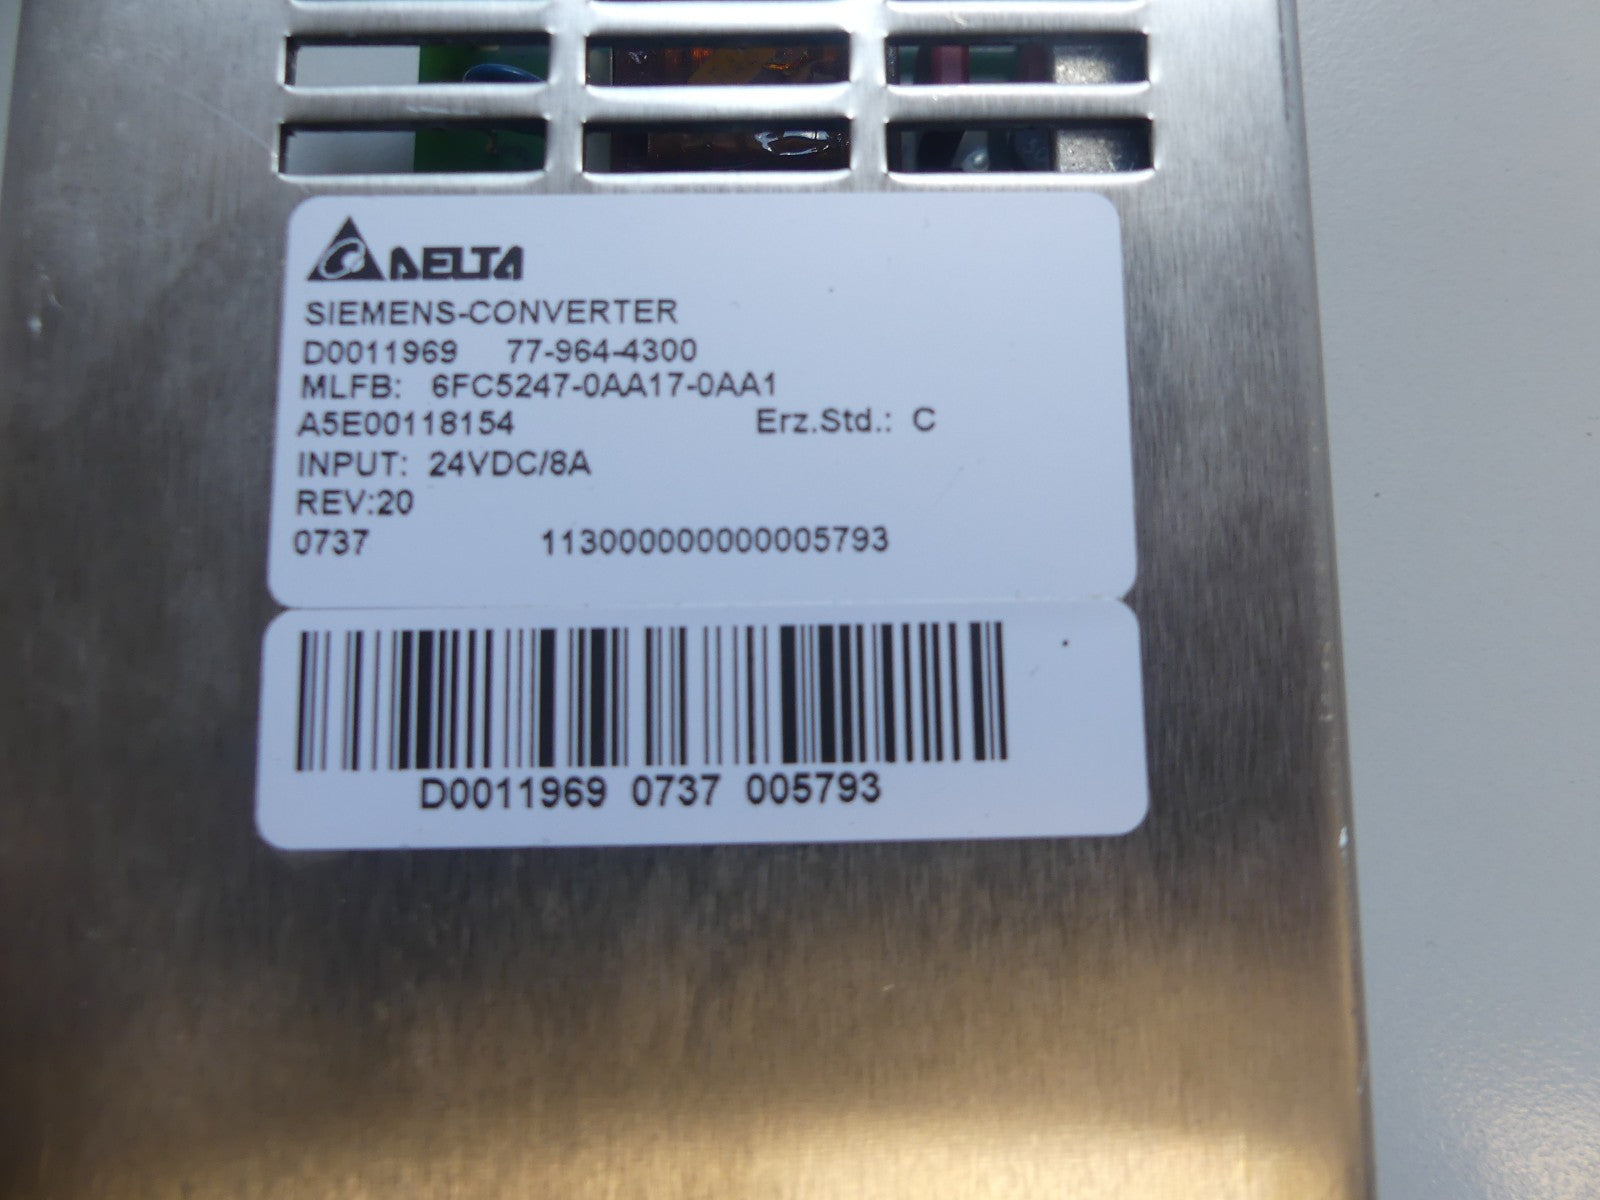 DELTA
SIEMENS-CONVERTER
D0011969 77-964-4300
MLFB: 6FC5247-0AA17-0AA1
A5E00118154 Erz.Std.: C
INPUT: 24VDC/8A
REV:20
0737 113000000000005793
D0011969 0737 005793